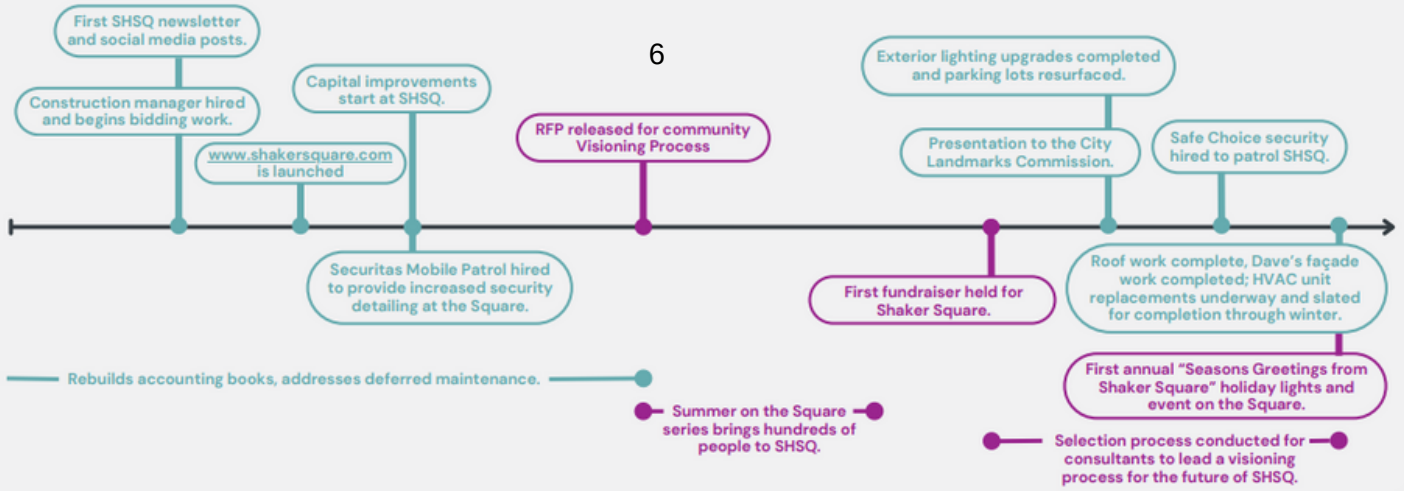 First SHSQ newsletter
and social media posts.
Construction manager hired
and begins bidding work.
www.shakersquare.com
is launched
Capital improvements
start at SHSQ.
Securitas Mobile Patrol hired
to provide increased security
detailing at the Square.
6
RFP released for community
Visioning Process
First fundraiser held for
Shaker Square.
Exterior lighting upgrades completed
and parking lots resurfaced.
Presentation to the City
Landmarks Commission.
Safe Choice security
hired to patrol SHSQ.
Roof work complete, Dave's façade
work completed; HVAC unit
replacements underway and slated
for completion through winter.
First annual “Seasons Greetings from
Shaker Square” holiday lights and
event on the Square.
Rebuilds accounting books, addresses deferred maintenance.
Summer on the Square
series brings hundreds of
people to SHSQ.
Selection process conducted for
consultants to lead a visioning
process for the future of SHSQ.